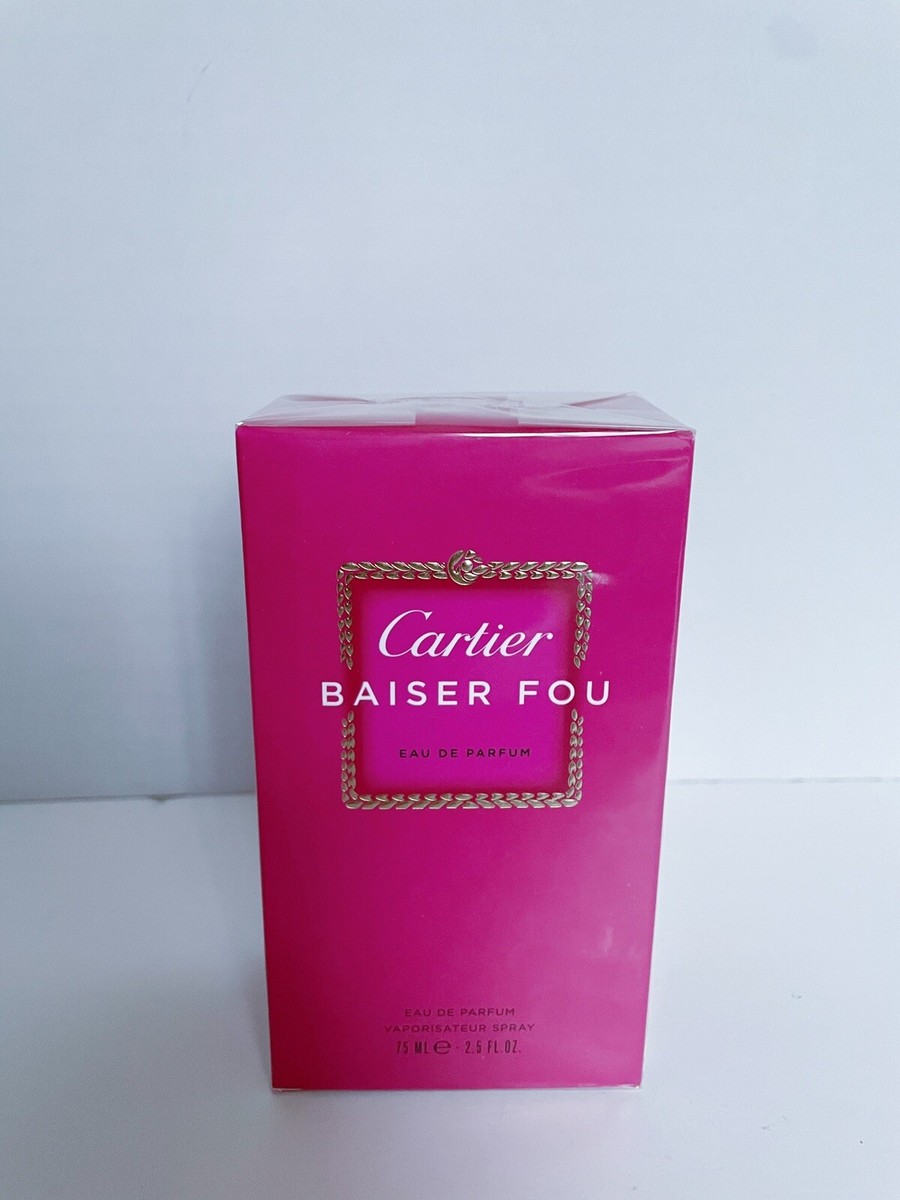 Cartier
BAISER FOU
EAU DE PARFUM
EAU DE PARFUM
VAPORISATEUR SPRAY
75 ML e - 2.5 FL.OZ.